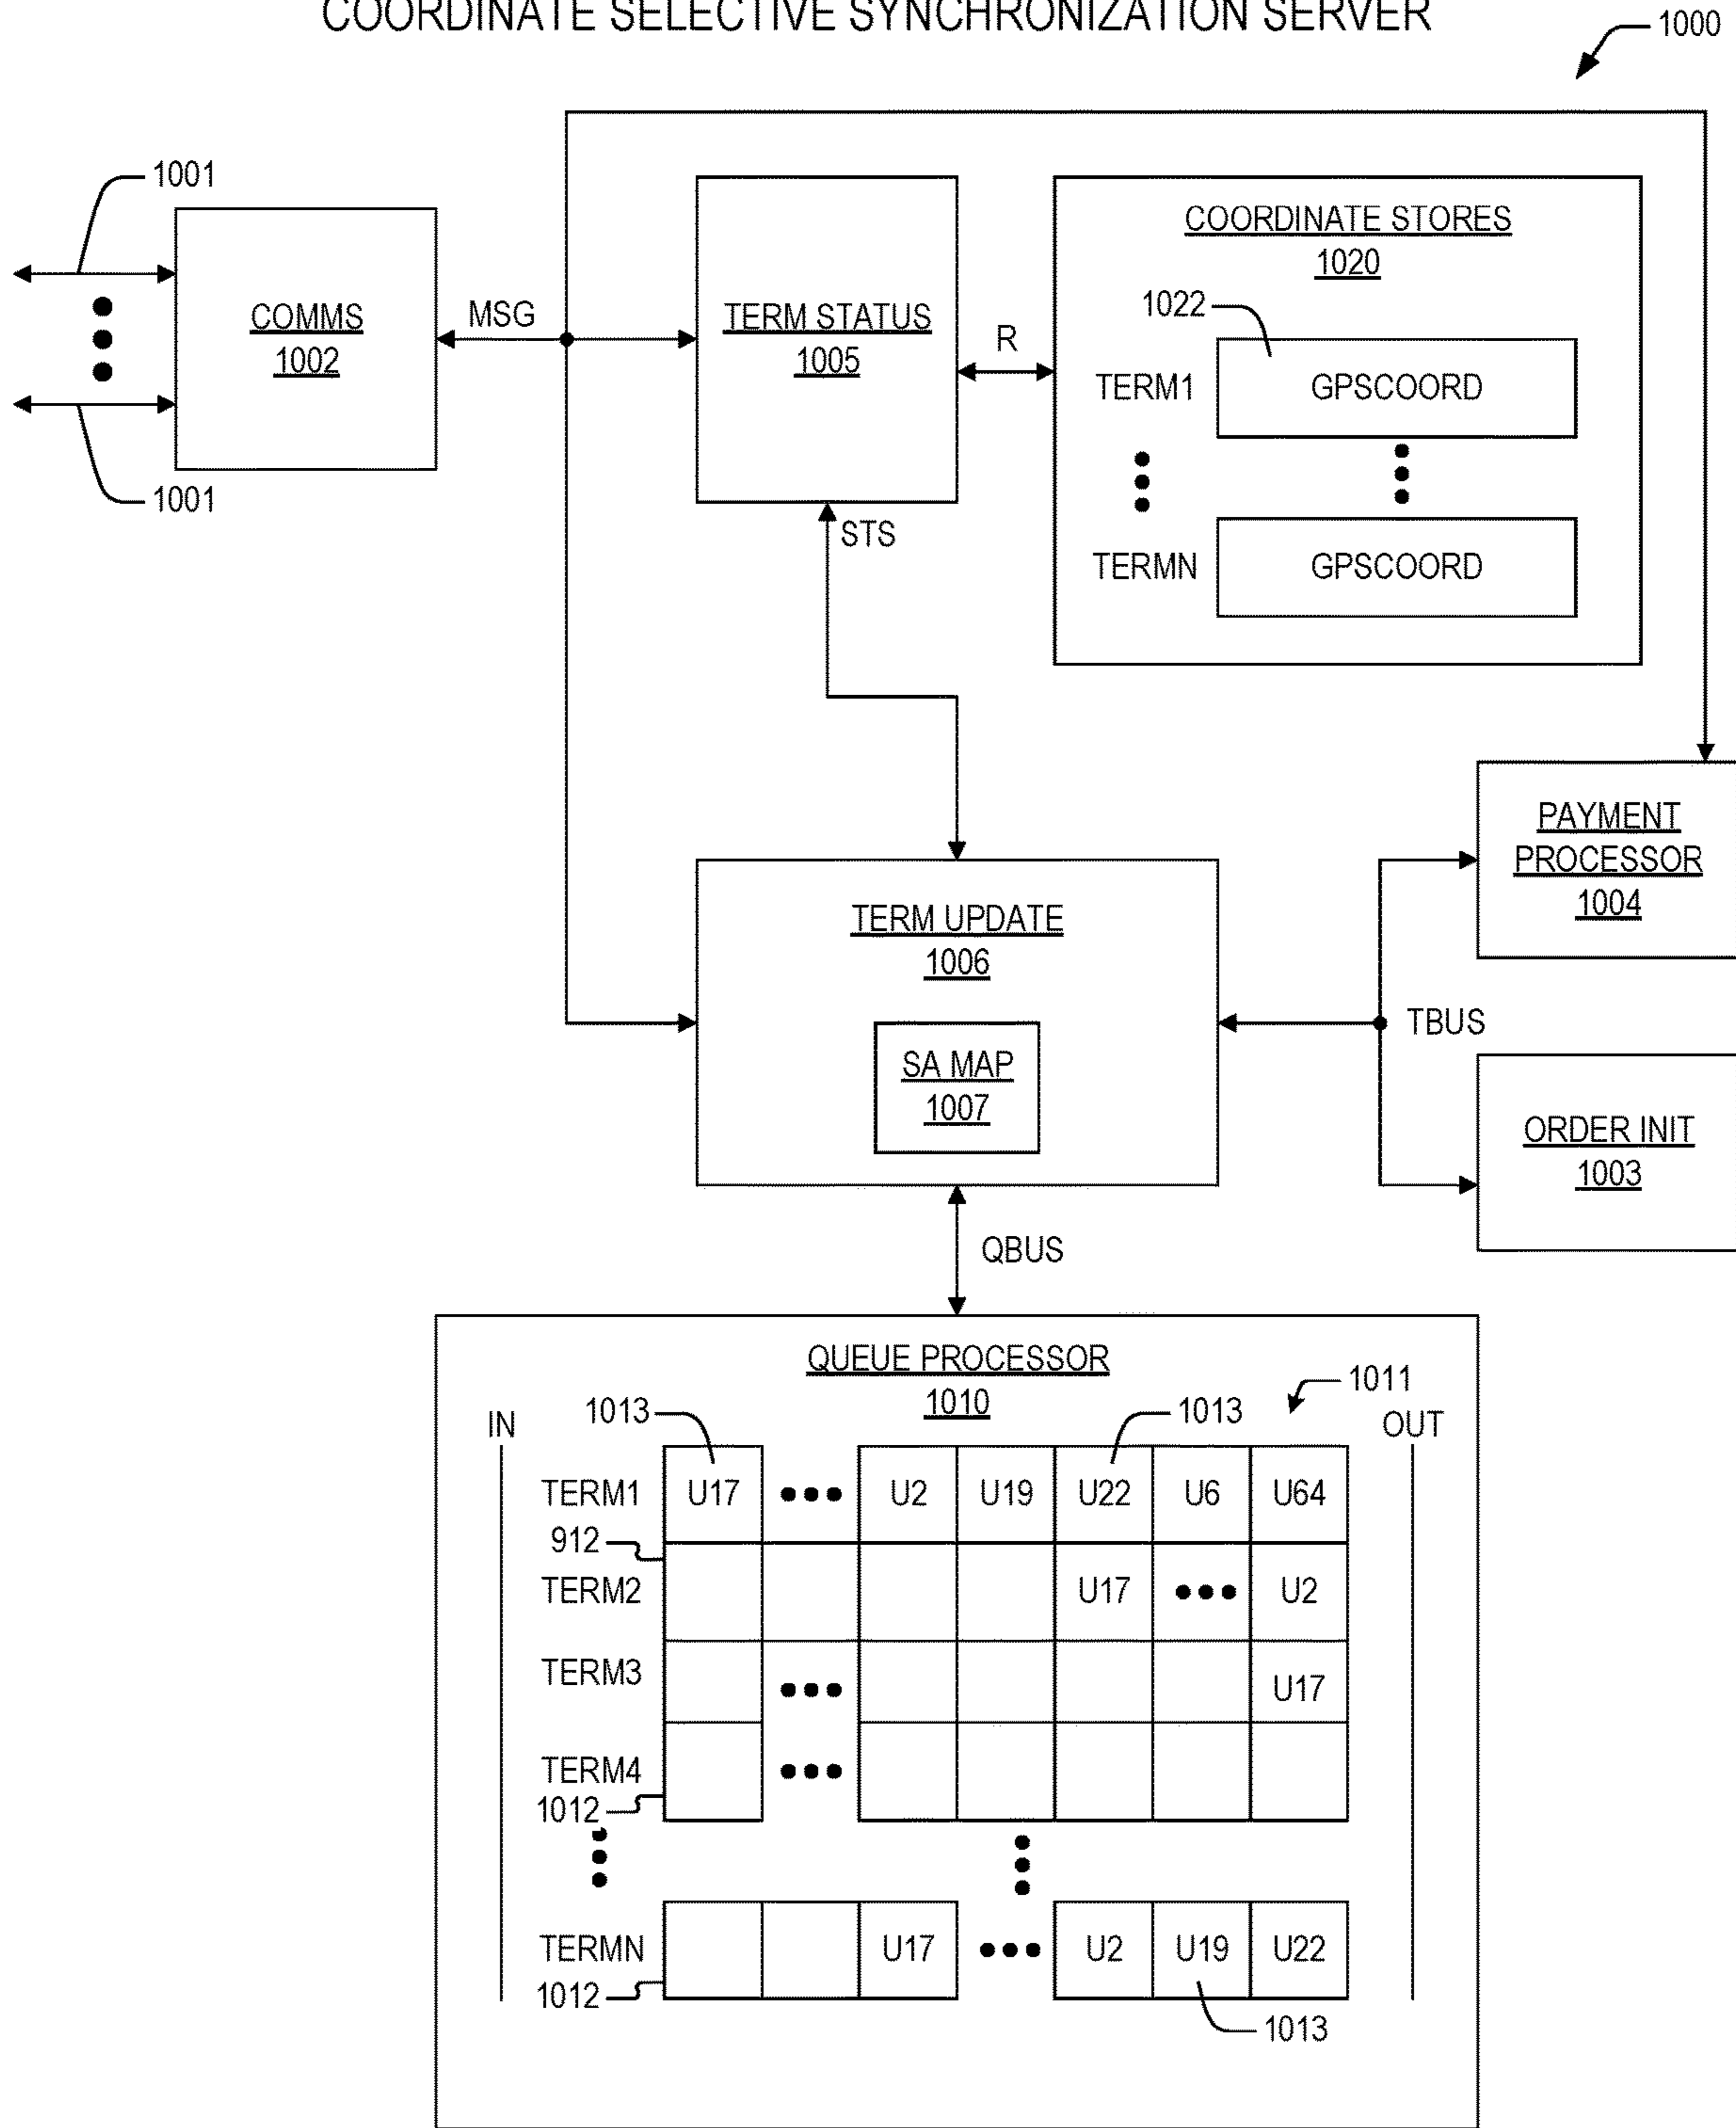 COORDINATE SELECTIVE SYNCHRONIZATION SERVER
1000
1001
COMMS
1002
1001
MSG
TERM STATUS
1005
R
COORDINATE STORES
1020
1022
TERM1 GPSCOORD
TERMN GPSCOORD
STS
PAYMENT
PROCESSOR
1004
TERM UPDATE
1006
SA MAP
1007
TBUS
ORDER INIT
1003
QBUS
QUEUE PROCESSOR
1010
1011
1013 1013
IN OUT
TERM1 U17 U2 U19 U22 U6 U64
912
TERM2 U17 U2
TERM3 U17
TERM4
1012
TERMN U17 U2 U19 U22
1012
1013